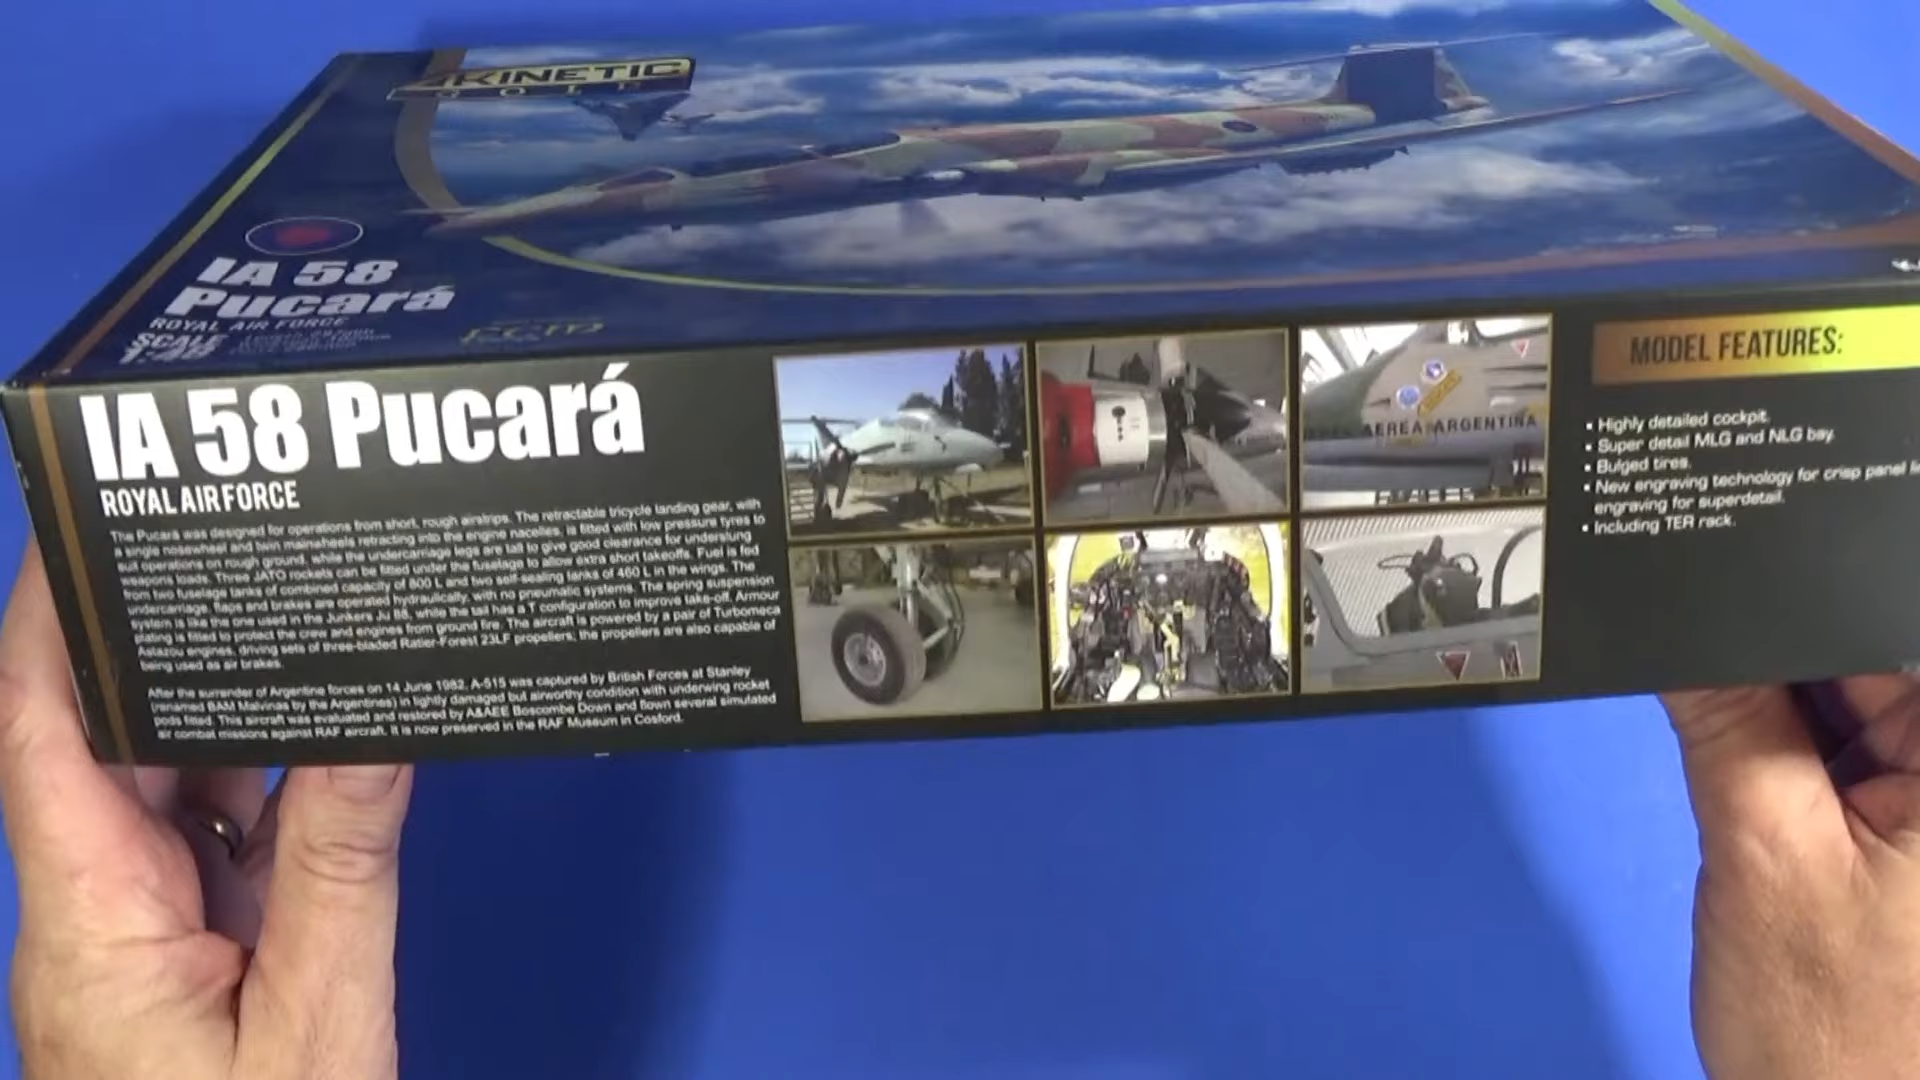 KINETIC
GOLD
IA 58
Pucará
ROYAL AIR FORCE
SCALE
1:48
IA 58 Pucará
ROYAL AIR FORCE
The Pucara was designed for operations from short, rough airstrips. The retractable tricycle landing gear, with
a single nosewheel and twin mainwheels retracting into the engine nacelles, is fitted with low pressure tyres to
suit operations on rough ground, while the undercarriage legs are tall to give good clearance for underslung
weapons loads. Three JATO rockets can be fitted under the fuselage to allow extra short takeoffs. Fuel is fed
from two fuselage tanks of combined capacity of 800 L and two self-sealing tanks of 460 L in the wings. The
undercarriage, flaps and brakes are operated hydraulically, with no pneumatic systems. The spring suspension
system is like the one used in the Junkers Ju 88, while the tail has a T configuration to improve take-off. Armour
plating is fitted to protect the crew and engines from ground fire. The aircraft is powered by a pair of Turbomeca
Astazou engines, driving sets of three-bladed Ratier-Forest 23LF propellers; the propellers are also capable of
being used as air brakes.
After the surrender of Argentine forces on 14 June 1982, A-515 was captured by British Forces at Stanley
(renamed BAM Malvinas by the Argentines) in lightly damaged but airworthy condition with underwing rocket
pods fitted. This aircraft was evaluated and restored by A&AEE Boscombe Down and flown several simulated
air combat missions against RAF aircraft. It is now preserved in the RAF Museum in Cosford.
AEREA ARGENTINA
MODEL FEATURES:
▪ Highly detailed cockpit.
▪ Super detail MLG and NLG bay.
▪ Bulged tires.
▪ New engraving technology for crisp panel
engraving for superdetail.
▪ Including TER rack.